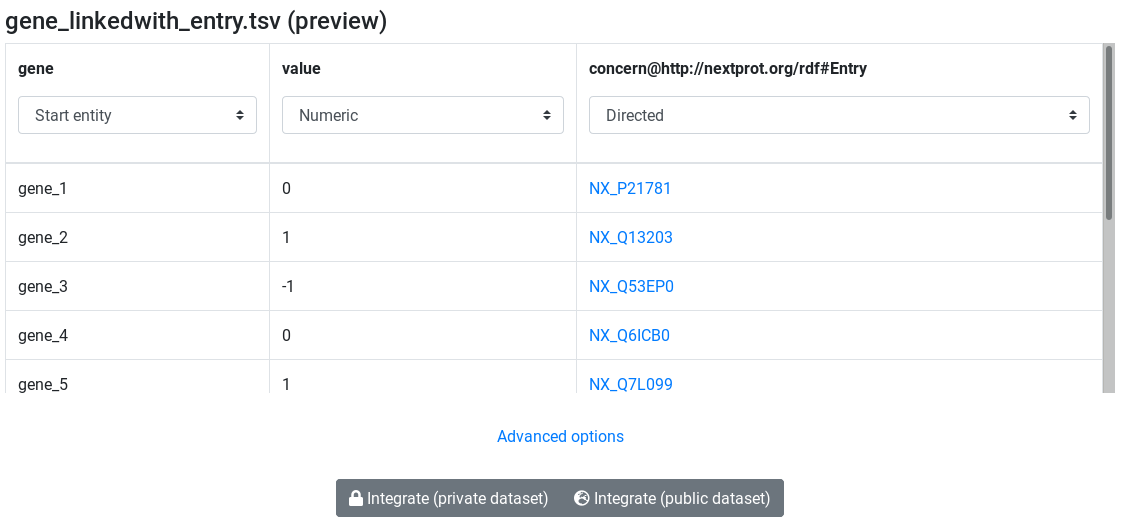 gene_linkedwith_entry.tsv (preview)
gene value concern@http://nextprot.org/rdf#Entry
Start entity Numeric Directed
gene_1 0 NX_P21781
gene_2 1 NX_Q13203
gene_3 -1 NX_Q53EP0
gene_4 0 NX_Q6ICB0
gene_5 1 NX_Q7L099
Advanced options
Integrate (private dataset) Integrate (public dataset)